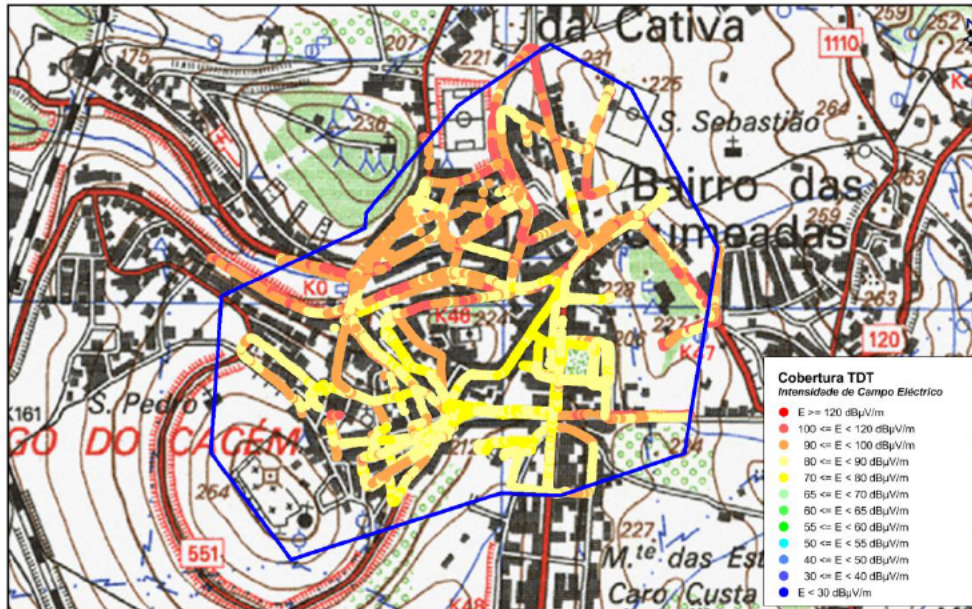 da Cativa
259
252
1110
175
207
221
231
225
264
236
S. Sebastião
263
Bairro das
259
Cumeadas
K0
228
263
K46
224
206
221
K47
120
K161
S. Pedro
GO DO CACÉM
212
214
264
551
227
M.te das Est
Caro Custa
K48
Cobertura TDT
Intensidade de Campo Eléctrico
E >= 120 dBµV/m
100 <= E < 120 dBµV/m
90 <= E < 100 dBµV/m
80 <= E < 90 dBµV/m
70 <= E < 80 dBµV/m
65 <= E < 70 dBµV/m
60 <= E < 65 dBµV/m
55 <= E < 60 dBµV/m
50 <= E < 55 dBµV/m
40 <= E < 50 dBµV/m
30 <= E < 40 dBµV/m
E < 30 dBµV/m